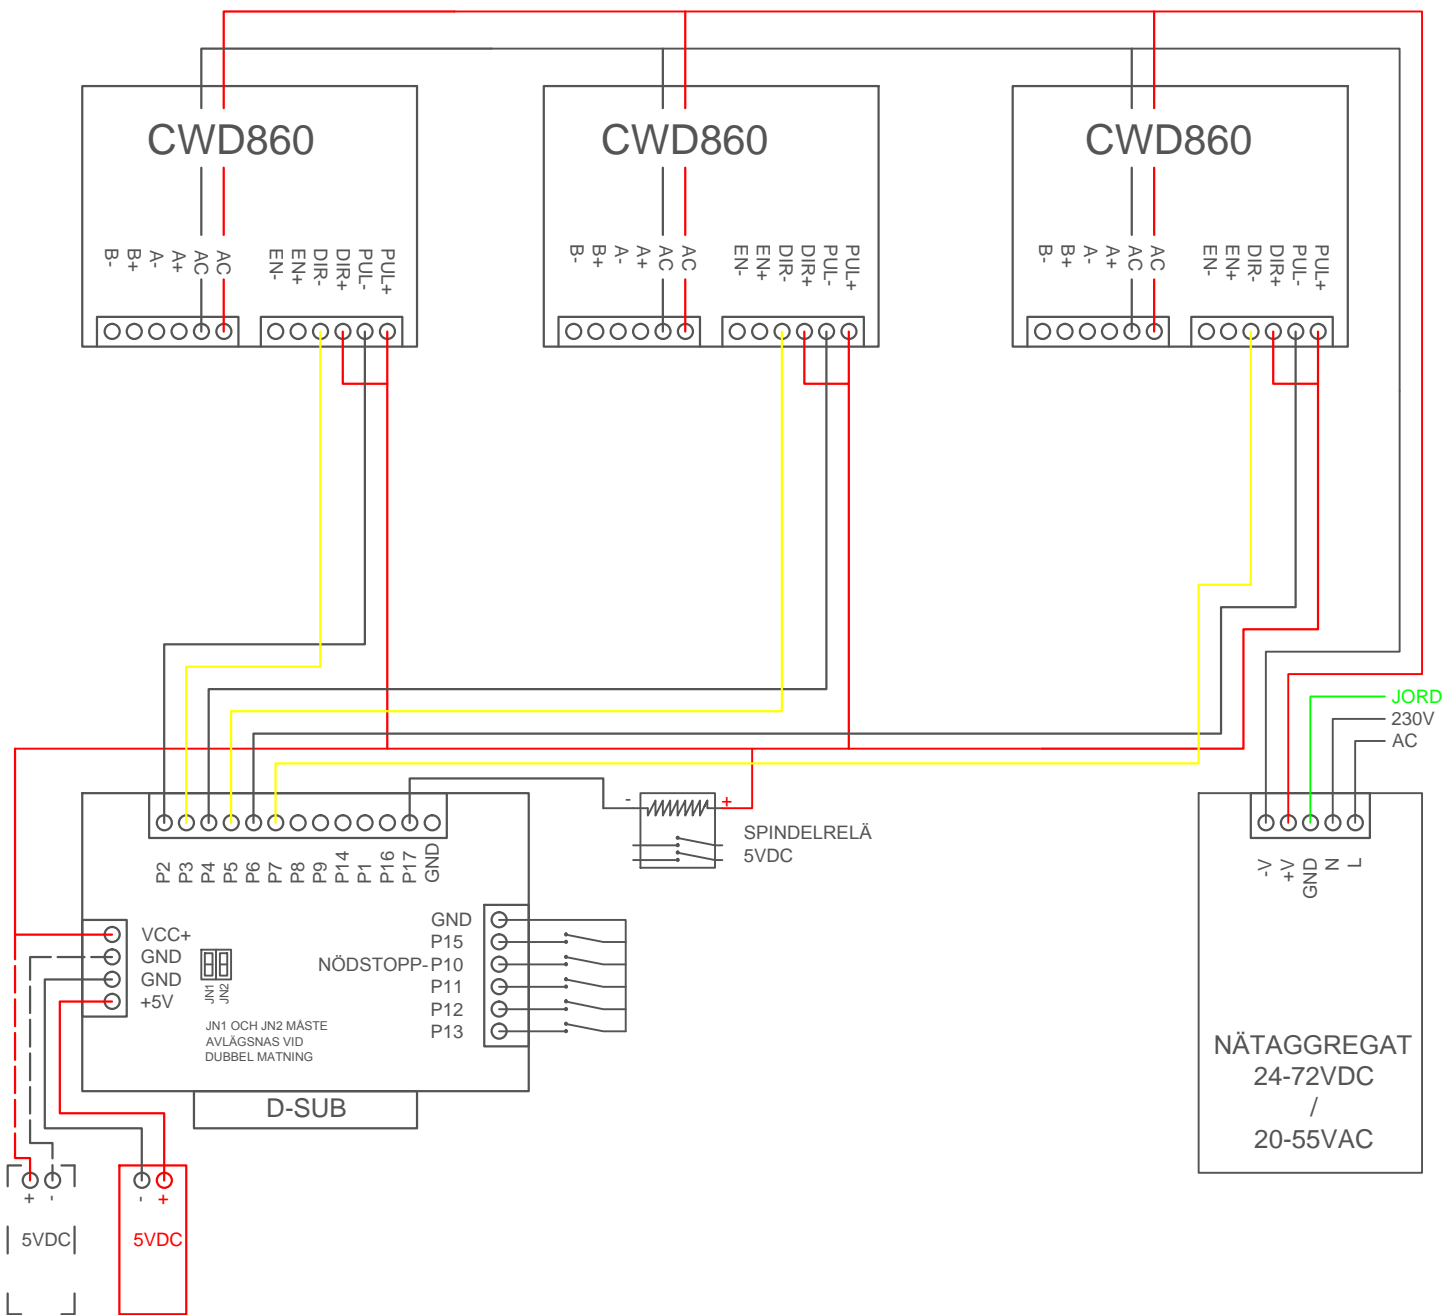 CWD860
CWD860
CWD860
B-
B+
A-
A+
AC
AC
EN-
EN+
DIR-
DIR+
PUL-
PUL+
B-
B+
A-
A+
AC
AC
EN-
EN+
DIR-
DIR+
PUL-
PUL+
B-
B+
A-
A+
AC
AC
EN-
EN+
DIR-
DIR+
PUL-
PUL+
JORD
230V
AC
- +
SPINDELRELÄ
5VDC
P2
P3
P4
P5
P6
P7
P8
P9
P14
P1
P16
P17
GND
-V
+V
GND
N
L
VCC+
GND
GND
+5V
JN1
JN2
GND
P15
NÖDSTOPP-P10
P11
P12
P13
JN1 OCH JN2 MÅSTE
AVLÄGSNAS VID
DUBBEL MATNING
D-SUB
NÄTAGGREGAT
24-72VDC
/
20-55VAC
+ -
5VDC
- +
5VDC